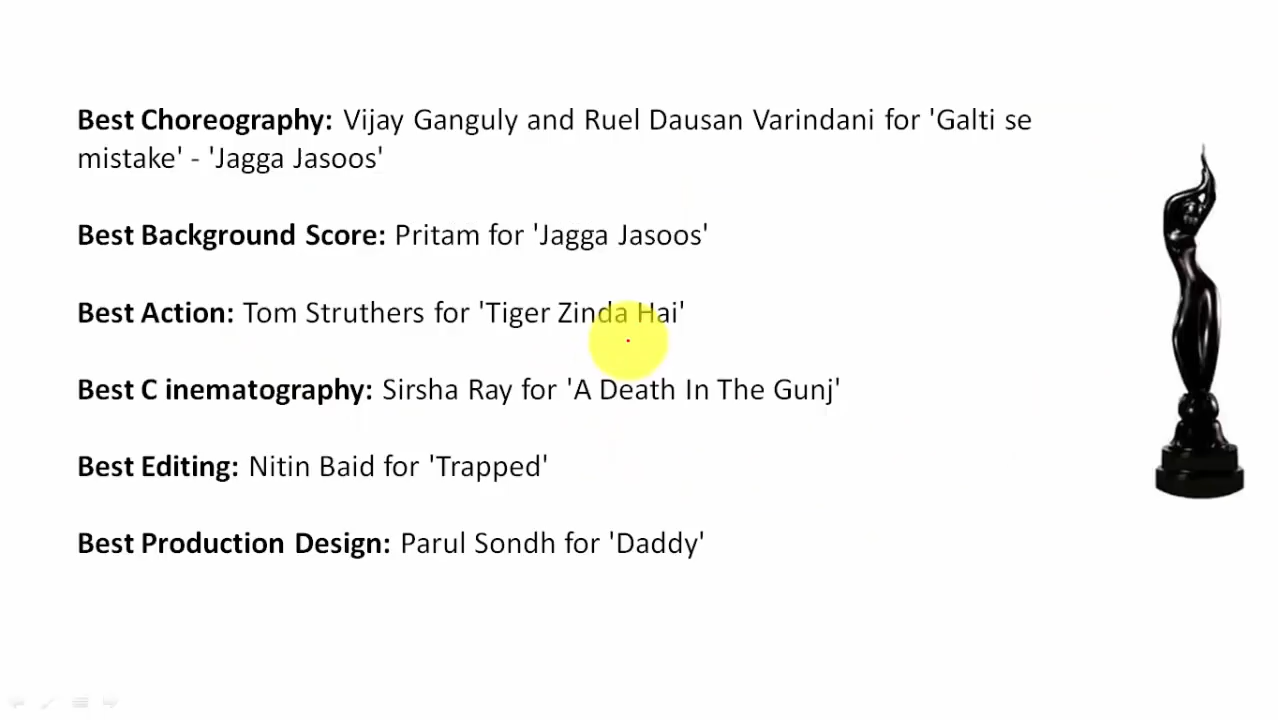 Best Choreography: Vijay Ganguly and Ruel Dausan Varindani for 'Galti se
mistake' - 'Jagga Jasoos'
Best Background Score: Pritam for 'Jagga Jasoos'
Best Action: Tom Struthers for 'Tiger Zinda Hai'
Best C inematography: Sirsha Ray for 'A Death In The Gunj'
Best Editing: Nitin Baid for 'Trapped'
Best Production Design: Parul Sondh for 'Daddy'